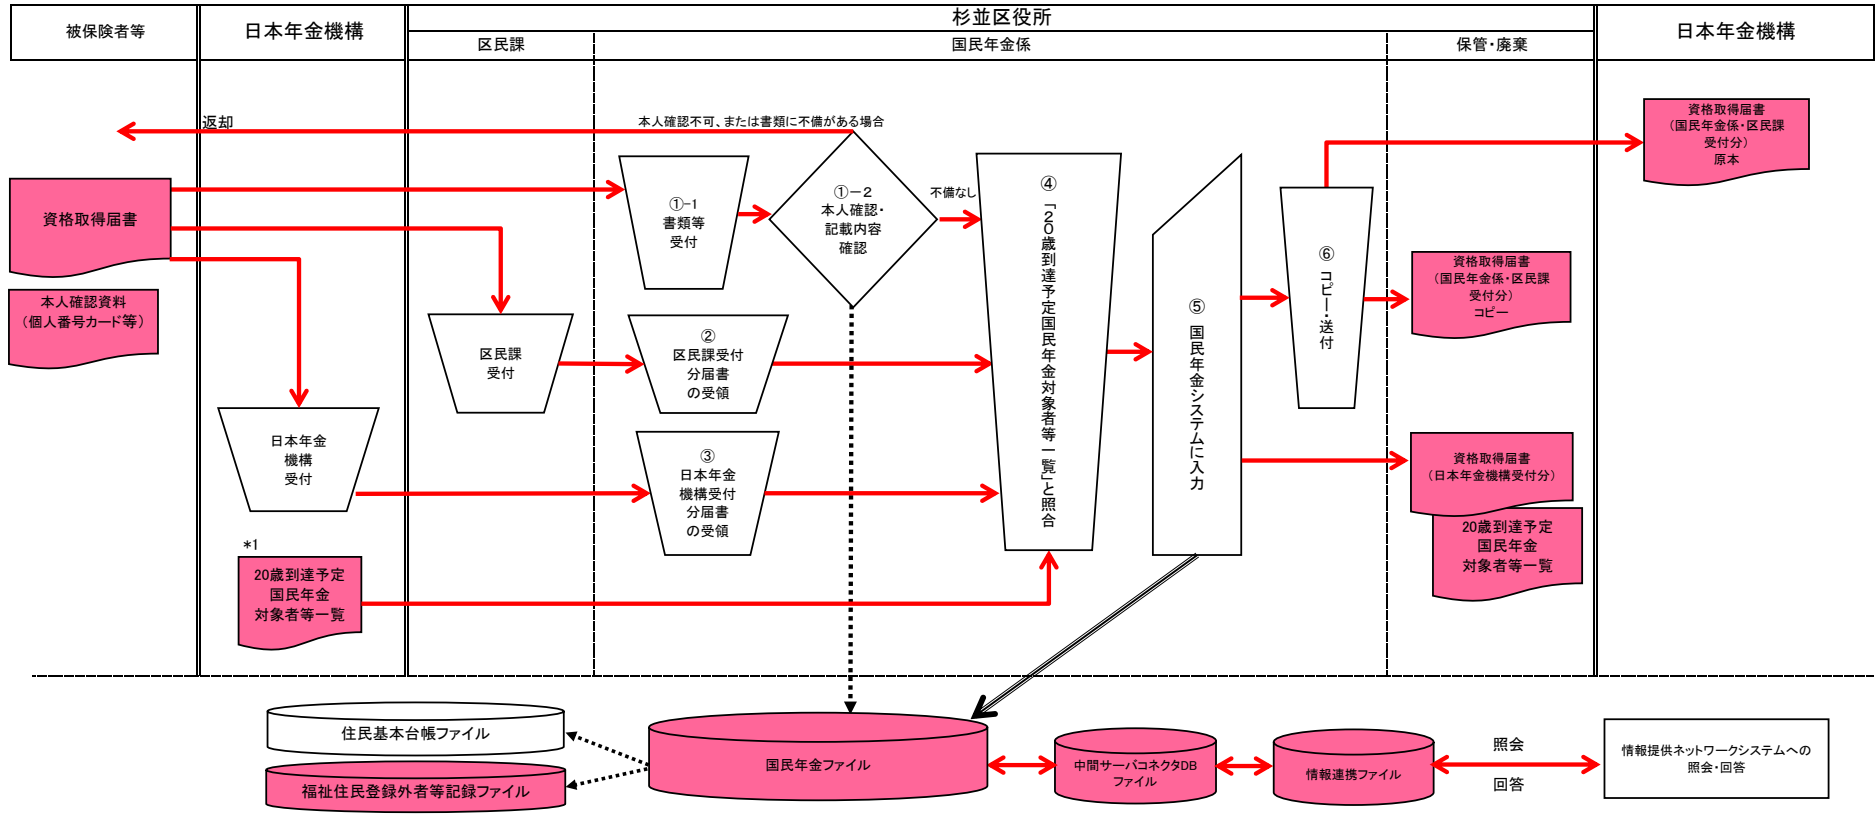 被保険者等
日本年金機構
杉並区役所
日本年金機構
区民課
国民年金係
保管・廃棄
返却
本人確認不可、または書類に不備がある場合
資格取得届書
本人確認資料
（個人番号カード等）
日本年金
機構
受付
*1
20歳到達予定
国民年金
対象者等一覧
区民課
受付
①-1
書類等
受付
①－2
本人確認・
記載内容
確認
不備なし
②
区民課受付
分届書
の受領
③
日本年金
機構受付
分届書
の受領
④「20歳到達予定国民年金対象者等一覧」と照合
⑤国民年金システムに入力
⑥コピー・送付
資格取得届書
（国民年金係・区民課
受付分）
原本
資格取得届書
（国民年金係・区民課
受付分）
コピー
資格取得届書
（日本年金機構受付分）
20歳到達予定
国民年金
対象者等一覧
住民基本台帳ファイル
福祉住民登録外者等記録ファイル
国民年金ファイル
中間サーバコネクタDB
ファイル
情報連携ファイル
照会
回答
情報提供ネットワークシステムへの
照会・回答